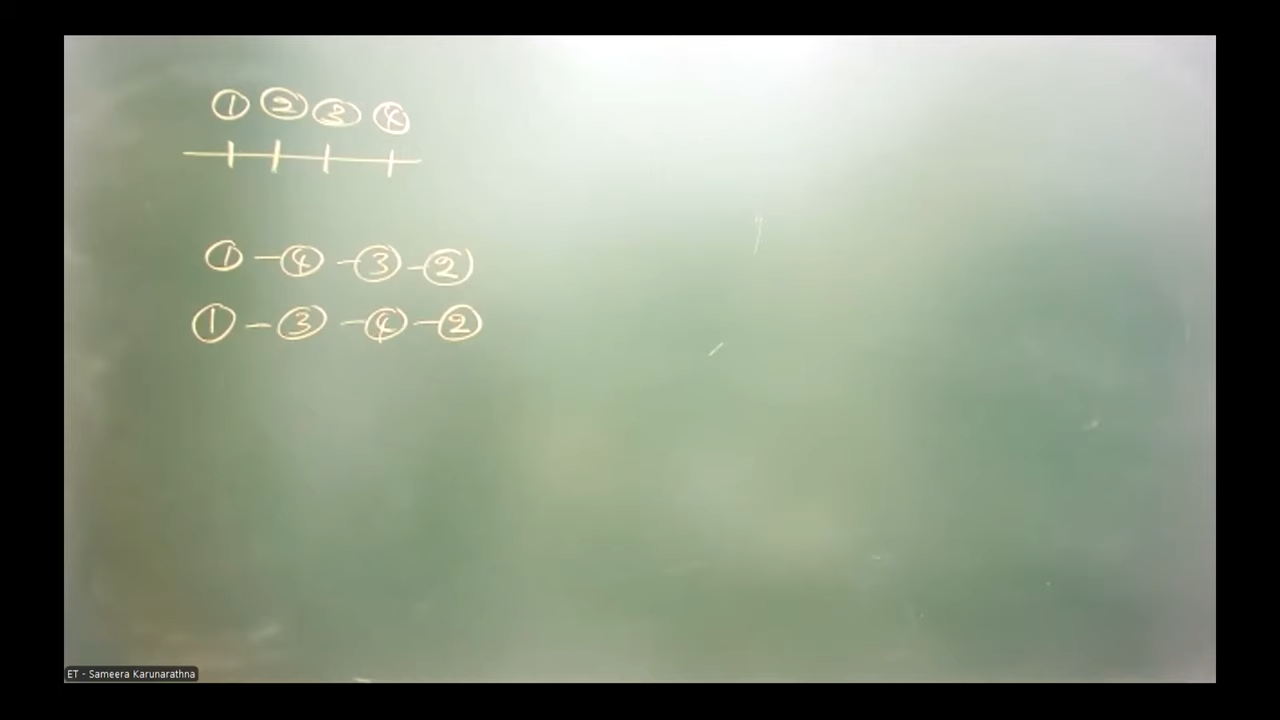 ① ② ③ ④
① - ④ - ③ - ②
① - ③ - ④ - ②
ET - Sameera Karunarathna